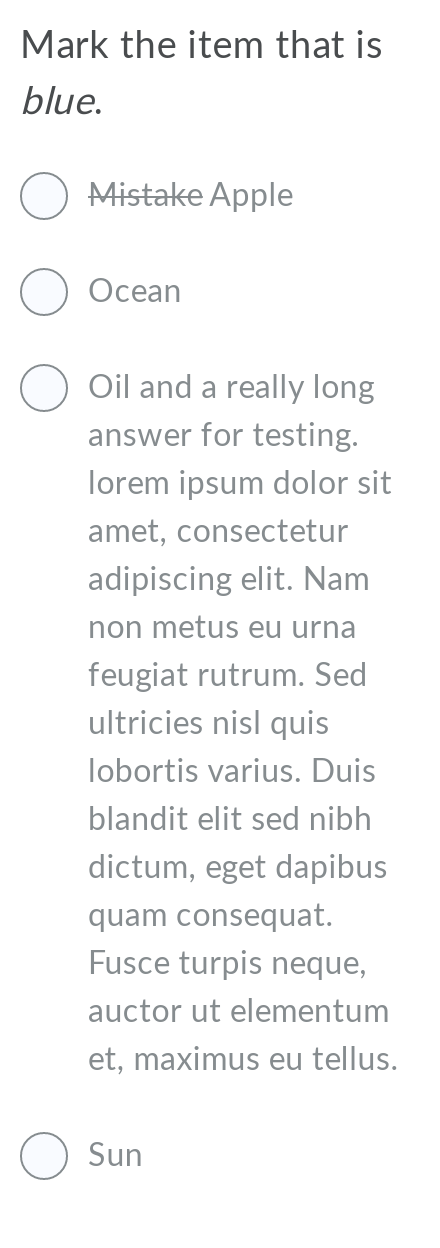 Mark the item that is
blue.
Mistake Apple
Ocean
Oil and a really long
answer for testing.
lorem ipsum dolor sit
amet, consectetur
adipiscing elit. Nam
non metus eu urna
feugiat rutrum. Sed
ultricies nisl quis
lobortis varius. Duis
blandit elit sed nibh
dictum, eget dapibus
quam consequat.
Fusce turpis neque,
auctor ut elementum
et, maximus eu tellus.
Sun